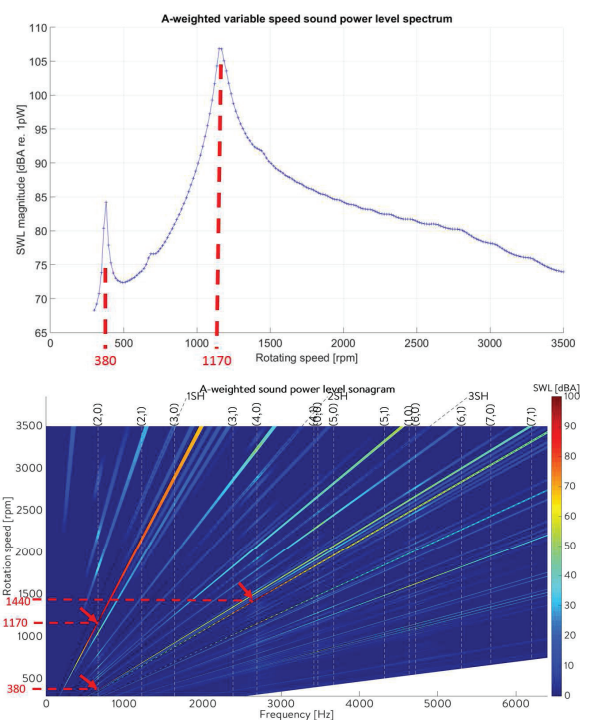 A-weighted variable speed sound power level spectrum
110
105
100
95
90
85
80
75
70
65
SWL magnitude [dBA re. 1pW]
0 500 1000 1500 2000 2500 3000 3500
Rotating speed [rpm]
380 1170
A-weighted sound power level sonagram
1SH 2SH 3SH
SWL [dBA]
(2,0) (2,1) (3,0) (3,1) (4,0) (5,0) (5,1) (6,1) (7,0) (7,1)
3500
3000
2500
2000
1500
1440
1170
1000
500
380
Rotation speed [rpm]
0 1000 2000 3000 4000 5000 6000
Frequency [Hz]
100
90
80
70
60
50
40
30
20
10
0